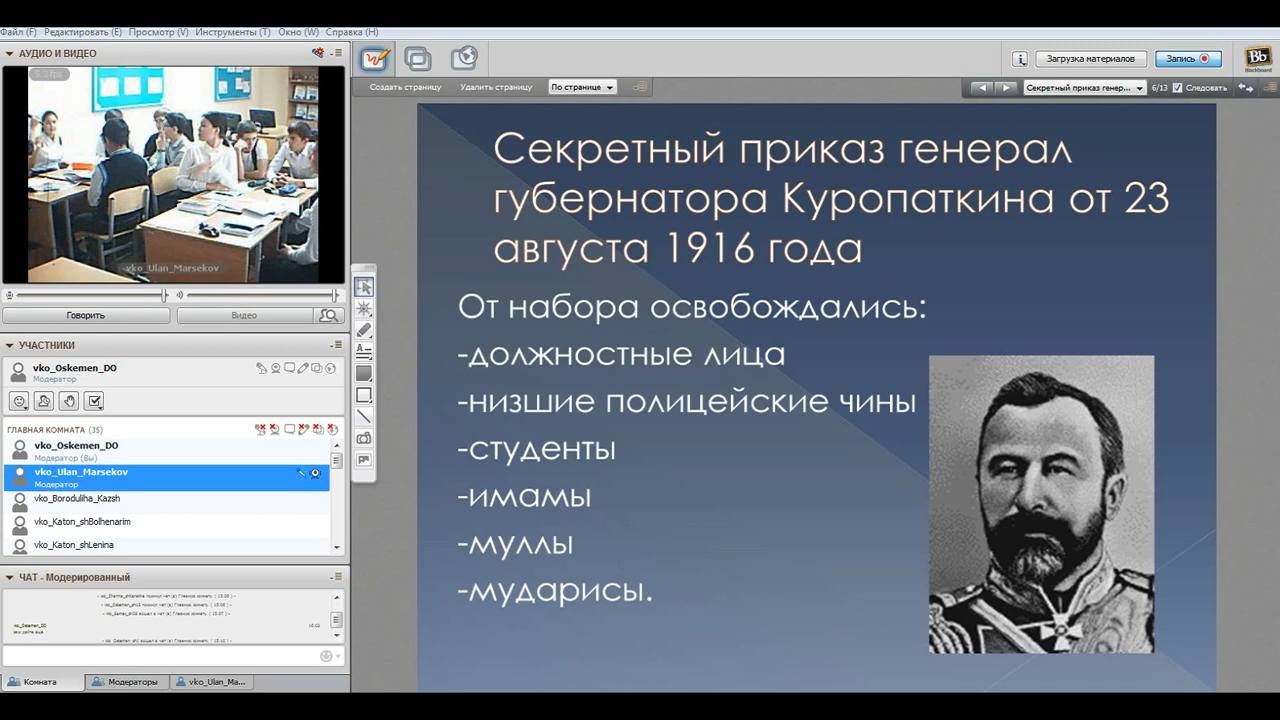 Файл (F) Редактировать (E) Просмотр (V) Инструменты (T) Окно (W) Справка (H)
АУДИО И ВИДЕО
vko_Ulan_Marsekov
Говорить
Видео
УЧАСТНИКИ
vko_Oskemen_DO
Модератор
ГЛАВНАЯ КОМНАТА (35)
vko_Oskemen_DO
Модератор (Вы)
vko_Ulan_Marsekov
Модератор
vko_Boroduliha_Kazsh
vko_Katon_shBolhenarim
vko_Katon_shLenina
ЧАТ - Модерированный
Комната
Модераторы
vko_Ulan_Ma...
Загрузка материалов
Запись
Bb
Blackboard
Создать страницу
Удалить страницу
По странице
Секретный приказ генер...
6/13
Следовать
Секретный приказ генерал
губернатора Куропаткина от 23
августа 1916 года
От набора освобождались:
-должностные лица
-низшие полицейские чины
-студенты
-имамы
-муллы
-мударисы.